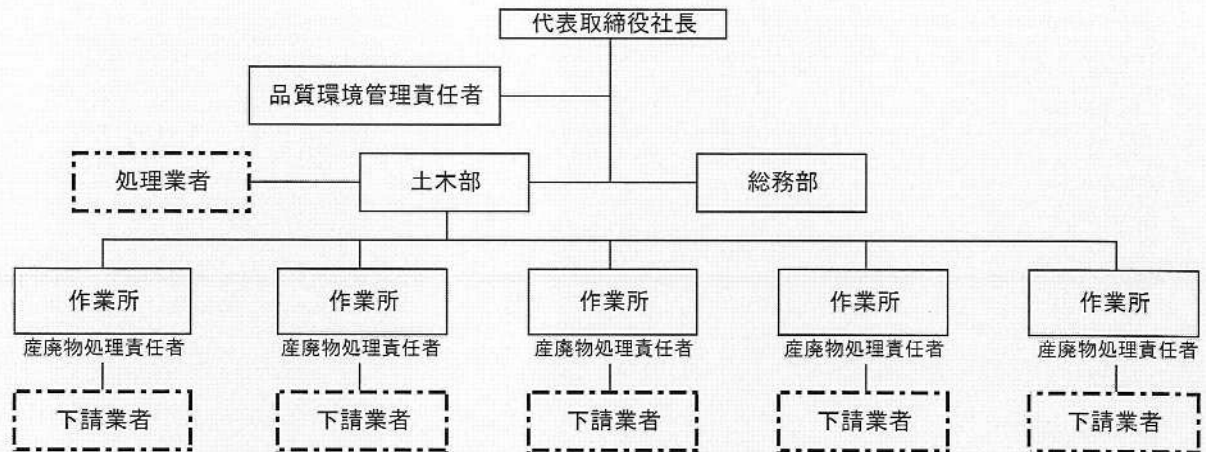 代表取締役社長
品質環境管理責任者
処理業者
土木部
総務部
作業所
作業所
作業所
作業所
作業所
産廃物処理責任者
産廃物処理責任者
産廃物処理責任者
産廃物処理責任者
産廃物処理責任者
下請業者
下請業者
下請業者
下請業者
下請業者